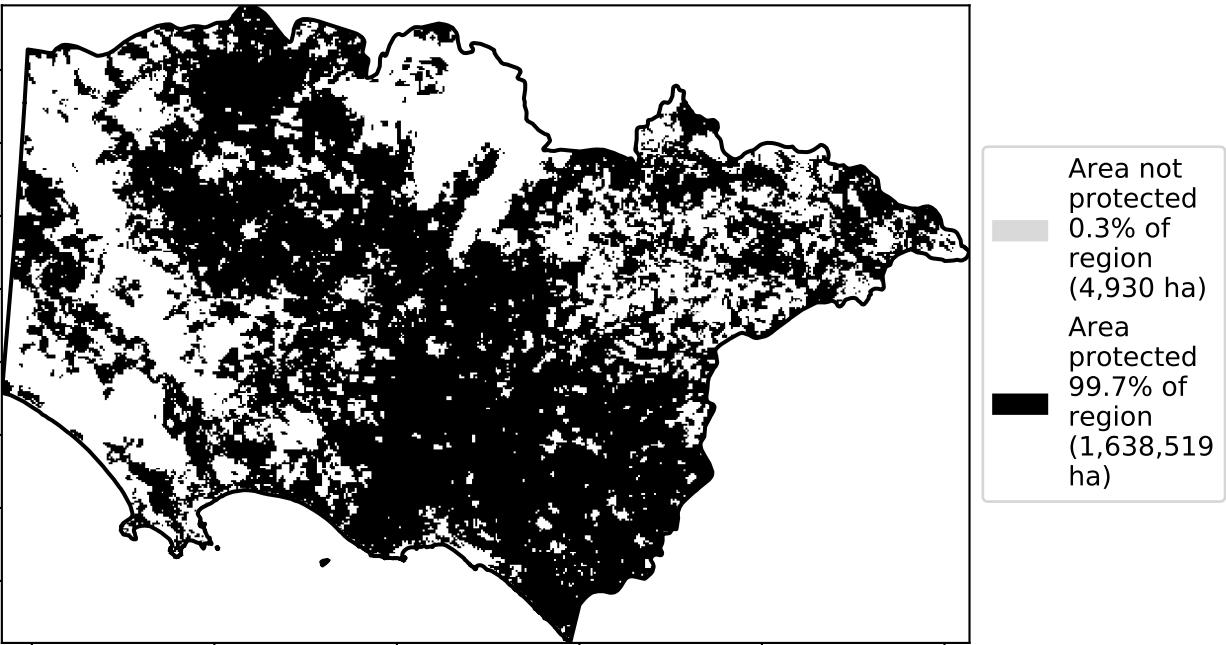 Area not
protected
0.3% of
region
(4,930 ha)
Area
protected
99.7% of
region
(1,638,519
ha)